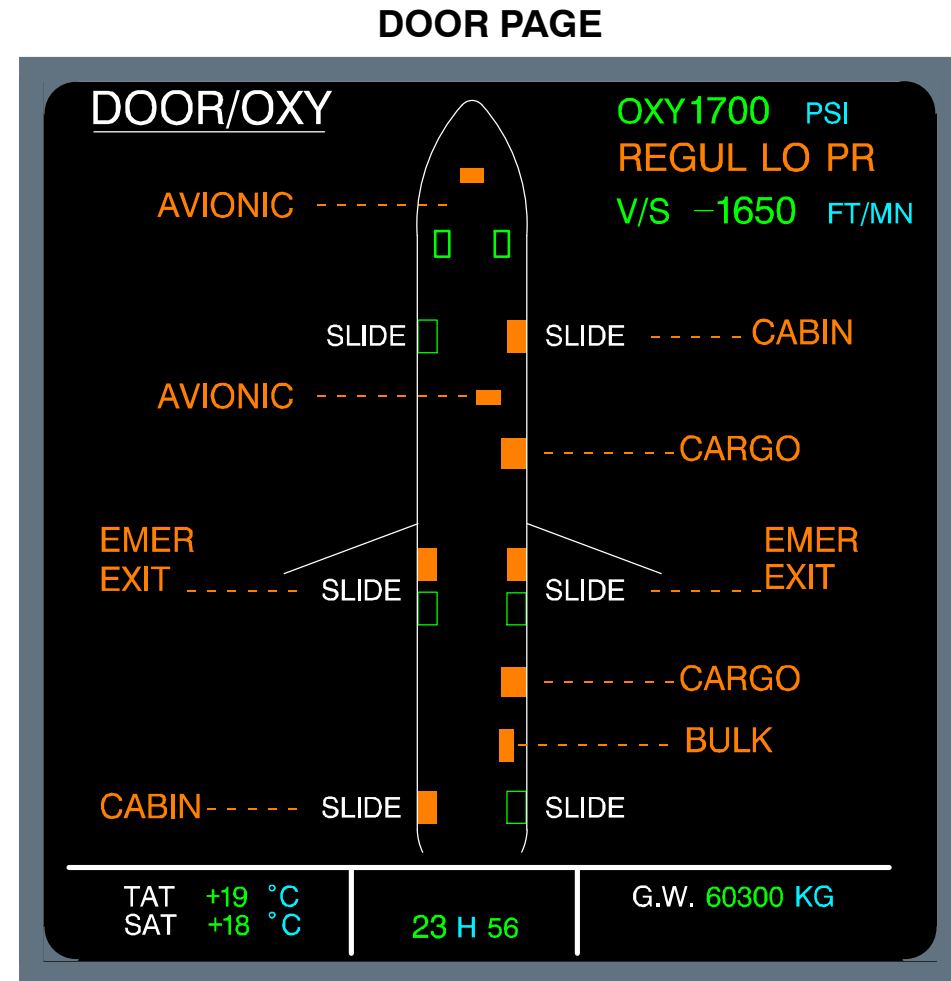 DOOR PAGE
DOOR/OXY
OXY 1700 PSI
REGUL LO PR
V/S −1650 FT/MN
AVIONIC
SLIDE SLIDE CABIN
AVIONIC
CARGO
EMER EMER
EXIT EXIT
SLIDE SLIDE
CARGO
BULK
CABIN SLIDE SLIDE
TAT +19 °C
SAT +18 °C
23 H 56
G.W. 60300 KG